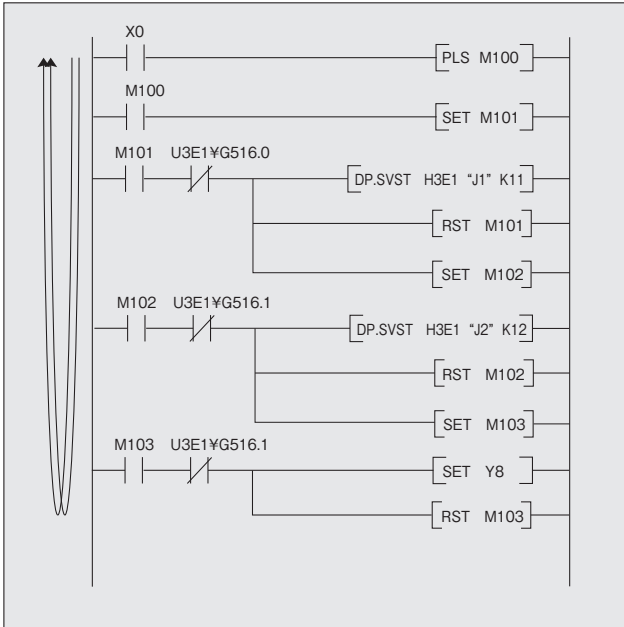 X0
PLS M100
M100
SET M101
M101 U3E1¥G516.0
DP.SVST H3E1 “J1” K11
RST M101
SET M102
M102 U3E1¥G516.1
DP.SVST H3E1 “J2” K12
RST M102
SET M103
M103 U3E1¥G516.1
SET Y8
RST M103